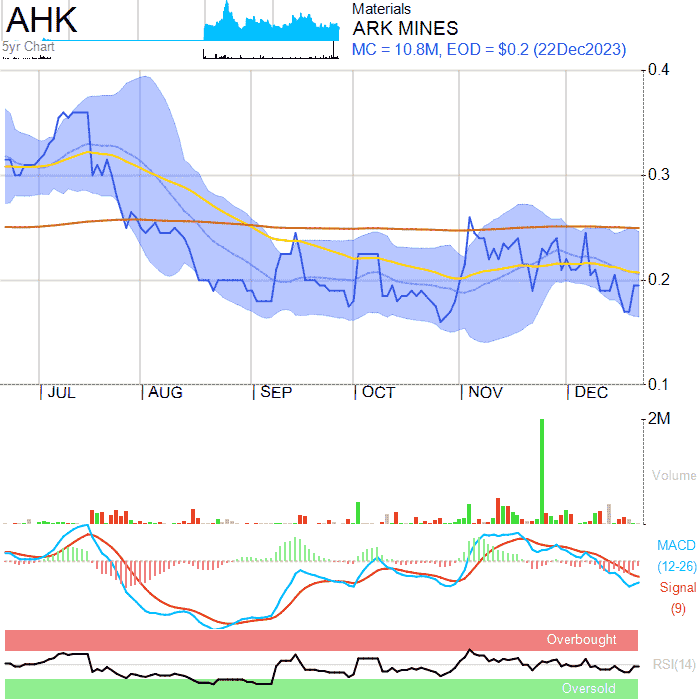 AHK
5yr Chart
Materials
ARK MINES
MC = 10.8M, EOD = $0.2 (22Dec2023)
0.4
0.3
0.2
0.1
JUL
AUG
SEP
OCT
NOV
DEC
2M
Volume
MACD
(12-26)
Signal
(9)
Overbought
RSI(14)
Oversold